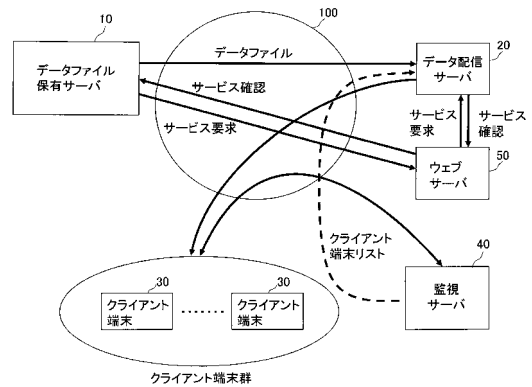 100
10
データファイル
保有サーバ
データファイル
20
データ配信
サーバ
サービス確認
サービス要求
サービス
要求
サービス
確認
50
ウェブ
サーバ
クライアント
端末リスト
40
監視
サーバ
30
クライアント
端末
30
クライアント
端末
クライアント端末群